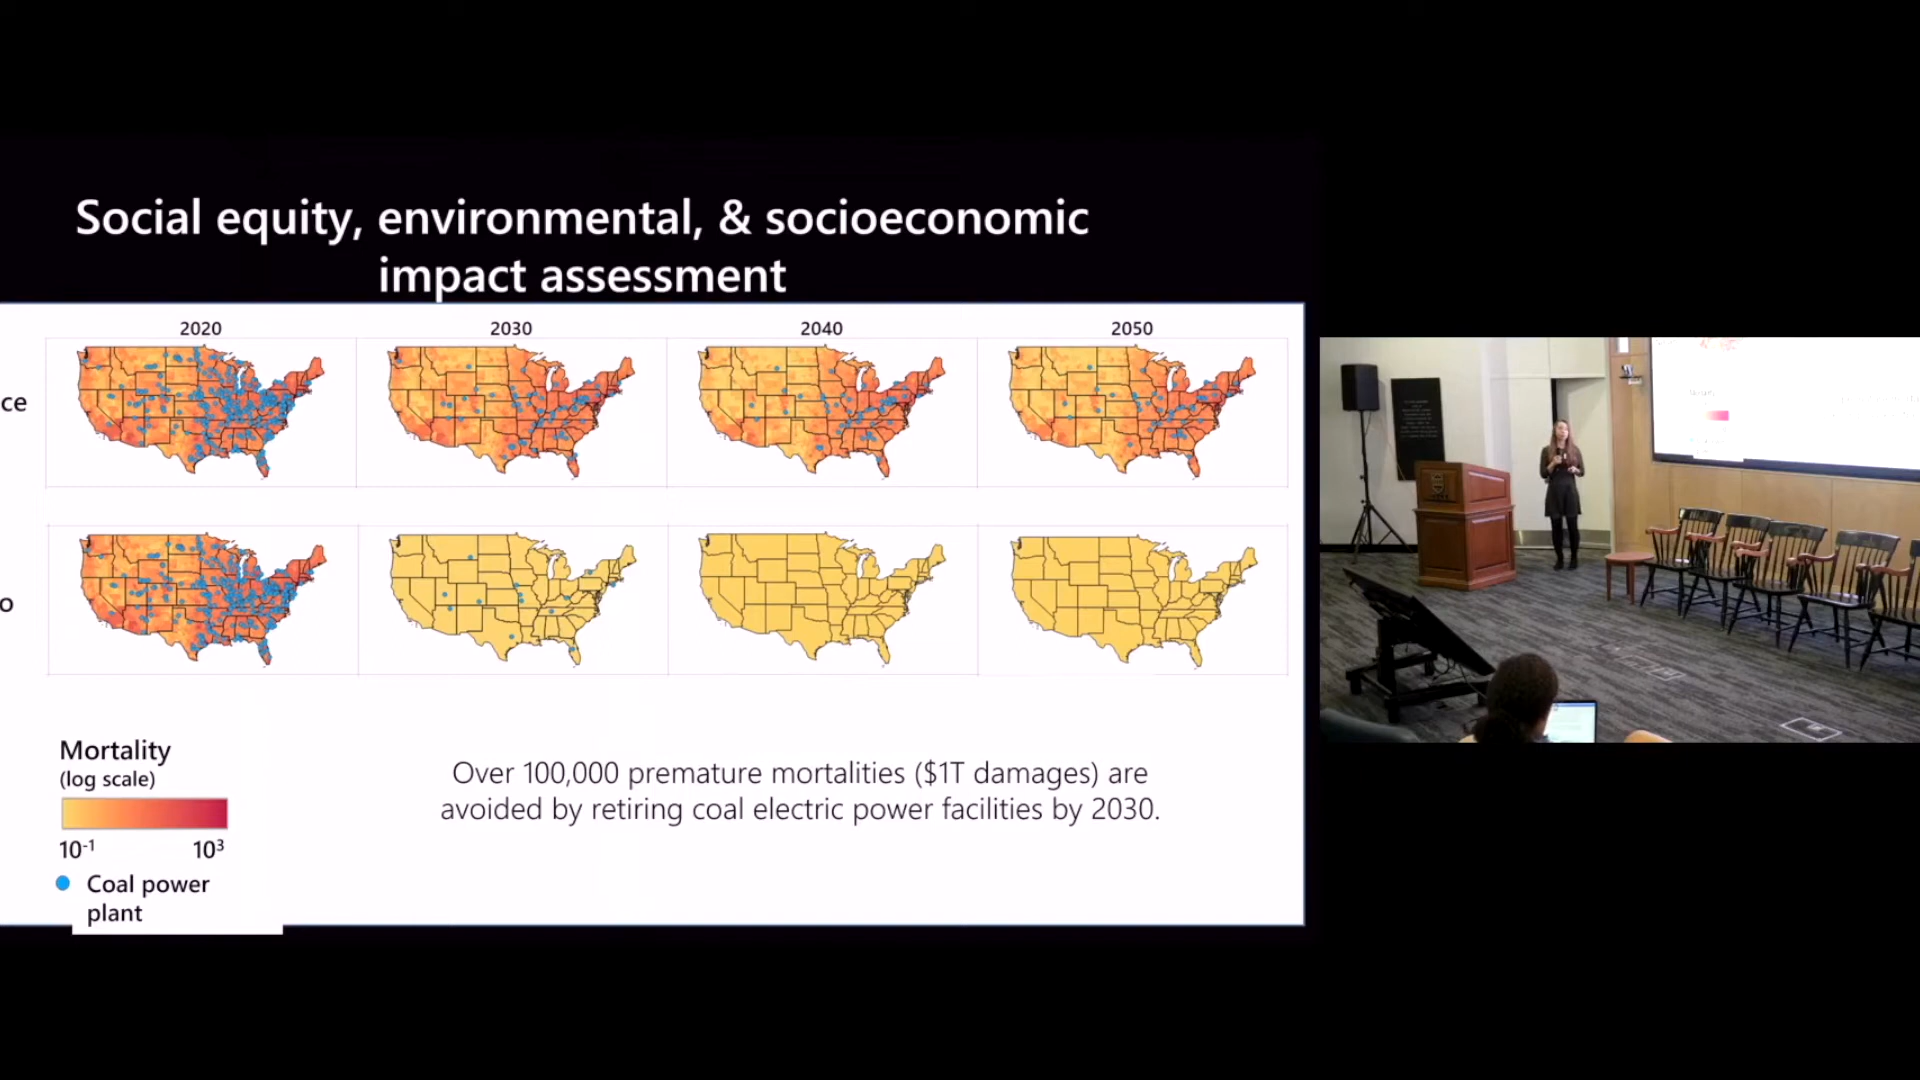 Social equity, environmental, & socioeconomic
impact assessment
2020 2030 2040 2050
ce
o
Mortality
(log scale)
10-1 103
Coal power
plant
Over 100,000 premature mortalities ($1T damages) are
avoided by retiring coal electric power facilities by 2030.